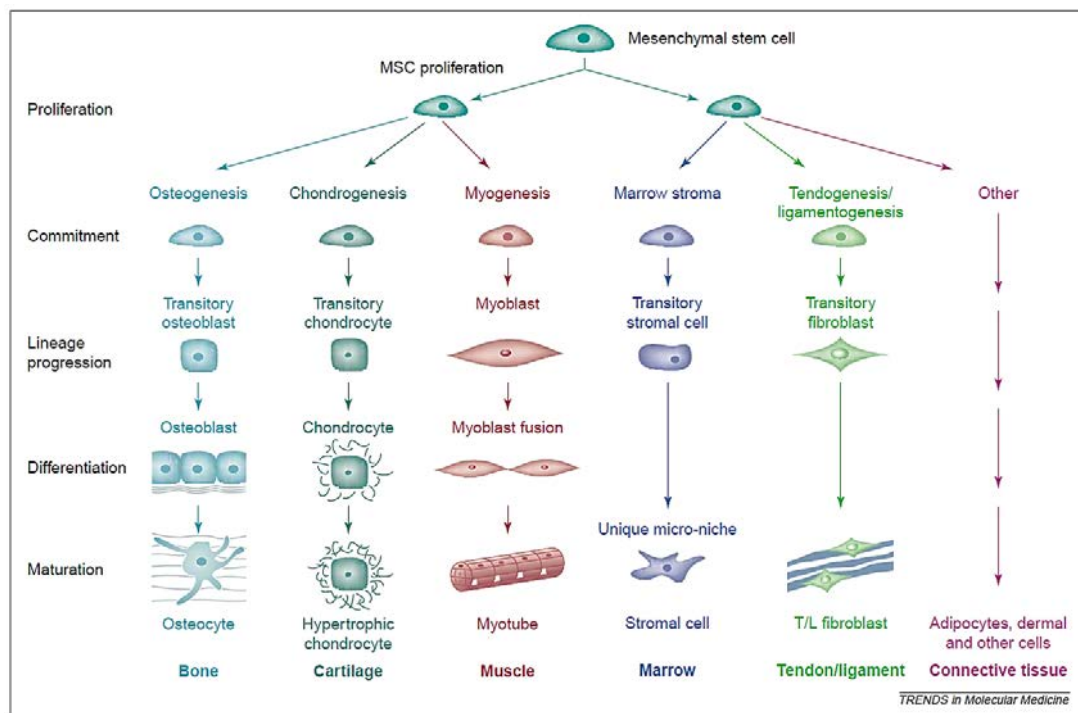 Mesenchymal stem cell
MSC proliferation
Proliferation
Osteogenesis
Chondrogenesis
Myogenesis
Marrow stroma
Tendogenesis/
ligamentogenesis
Other
Commitment
Transitory
osteoblast
Transitory
chondrocyte
Myoblast
Transitory
stromal cell
Transitory
fibroblast
Lineage
progression
Osteoblast
Chondrocyte
Myoblast fusion
Differentiation
Unique micro-niche
Maturation
Osteocyte
Hypertrophic
chondrocyte
Myotube
Stromal cell
T/L fibroblast
Adipocytes, dermal
and other cells
Bone
Cartilage
Muscle
Marrow
Tendon/ligament
Connective tissue
TRENDS in Molecular Medicine